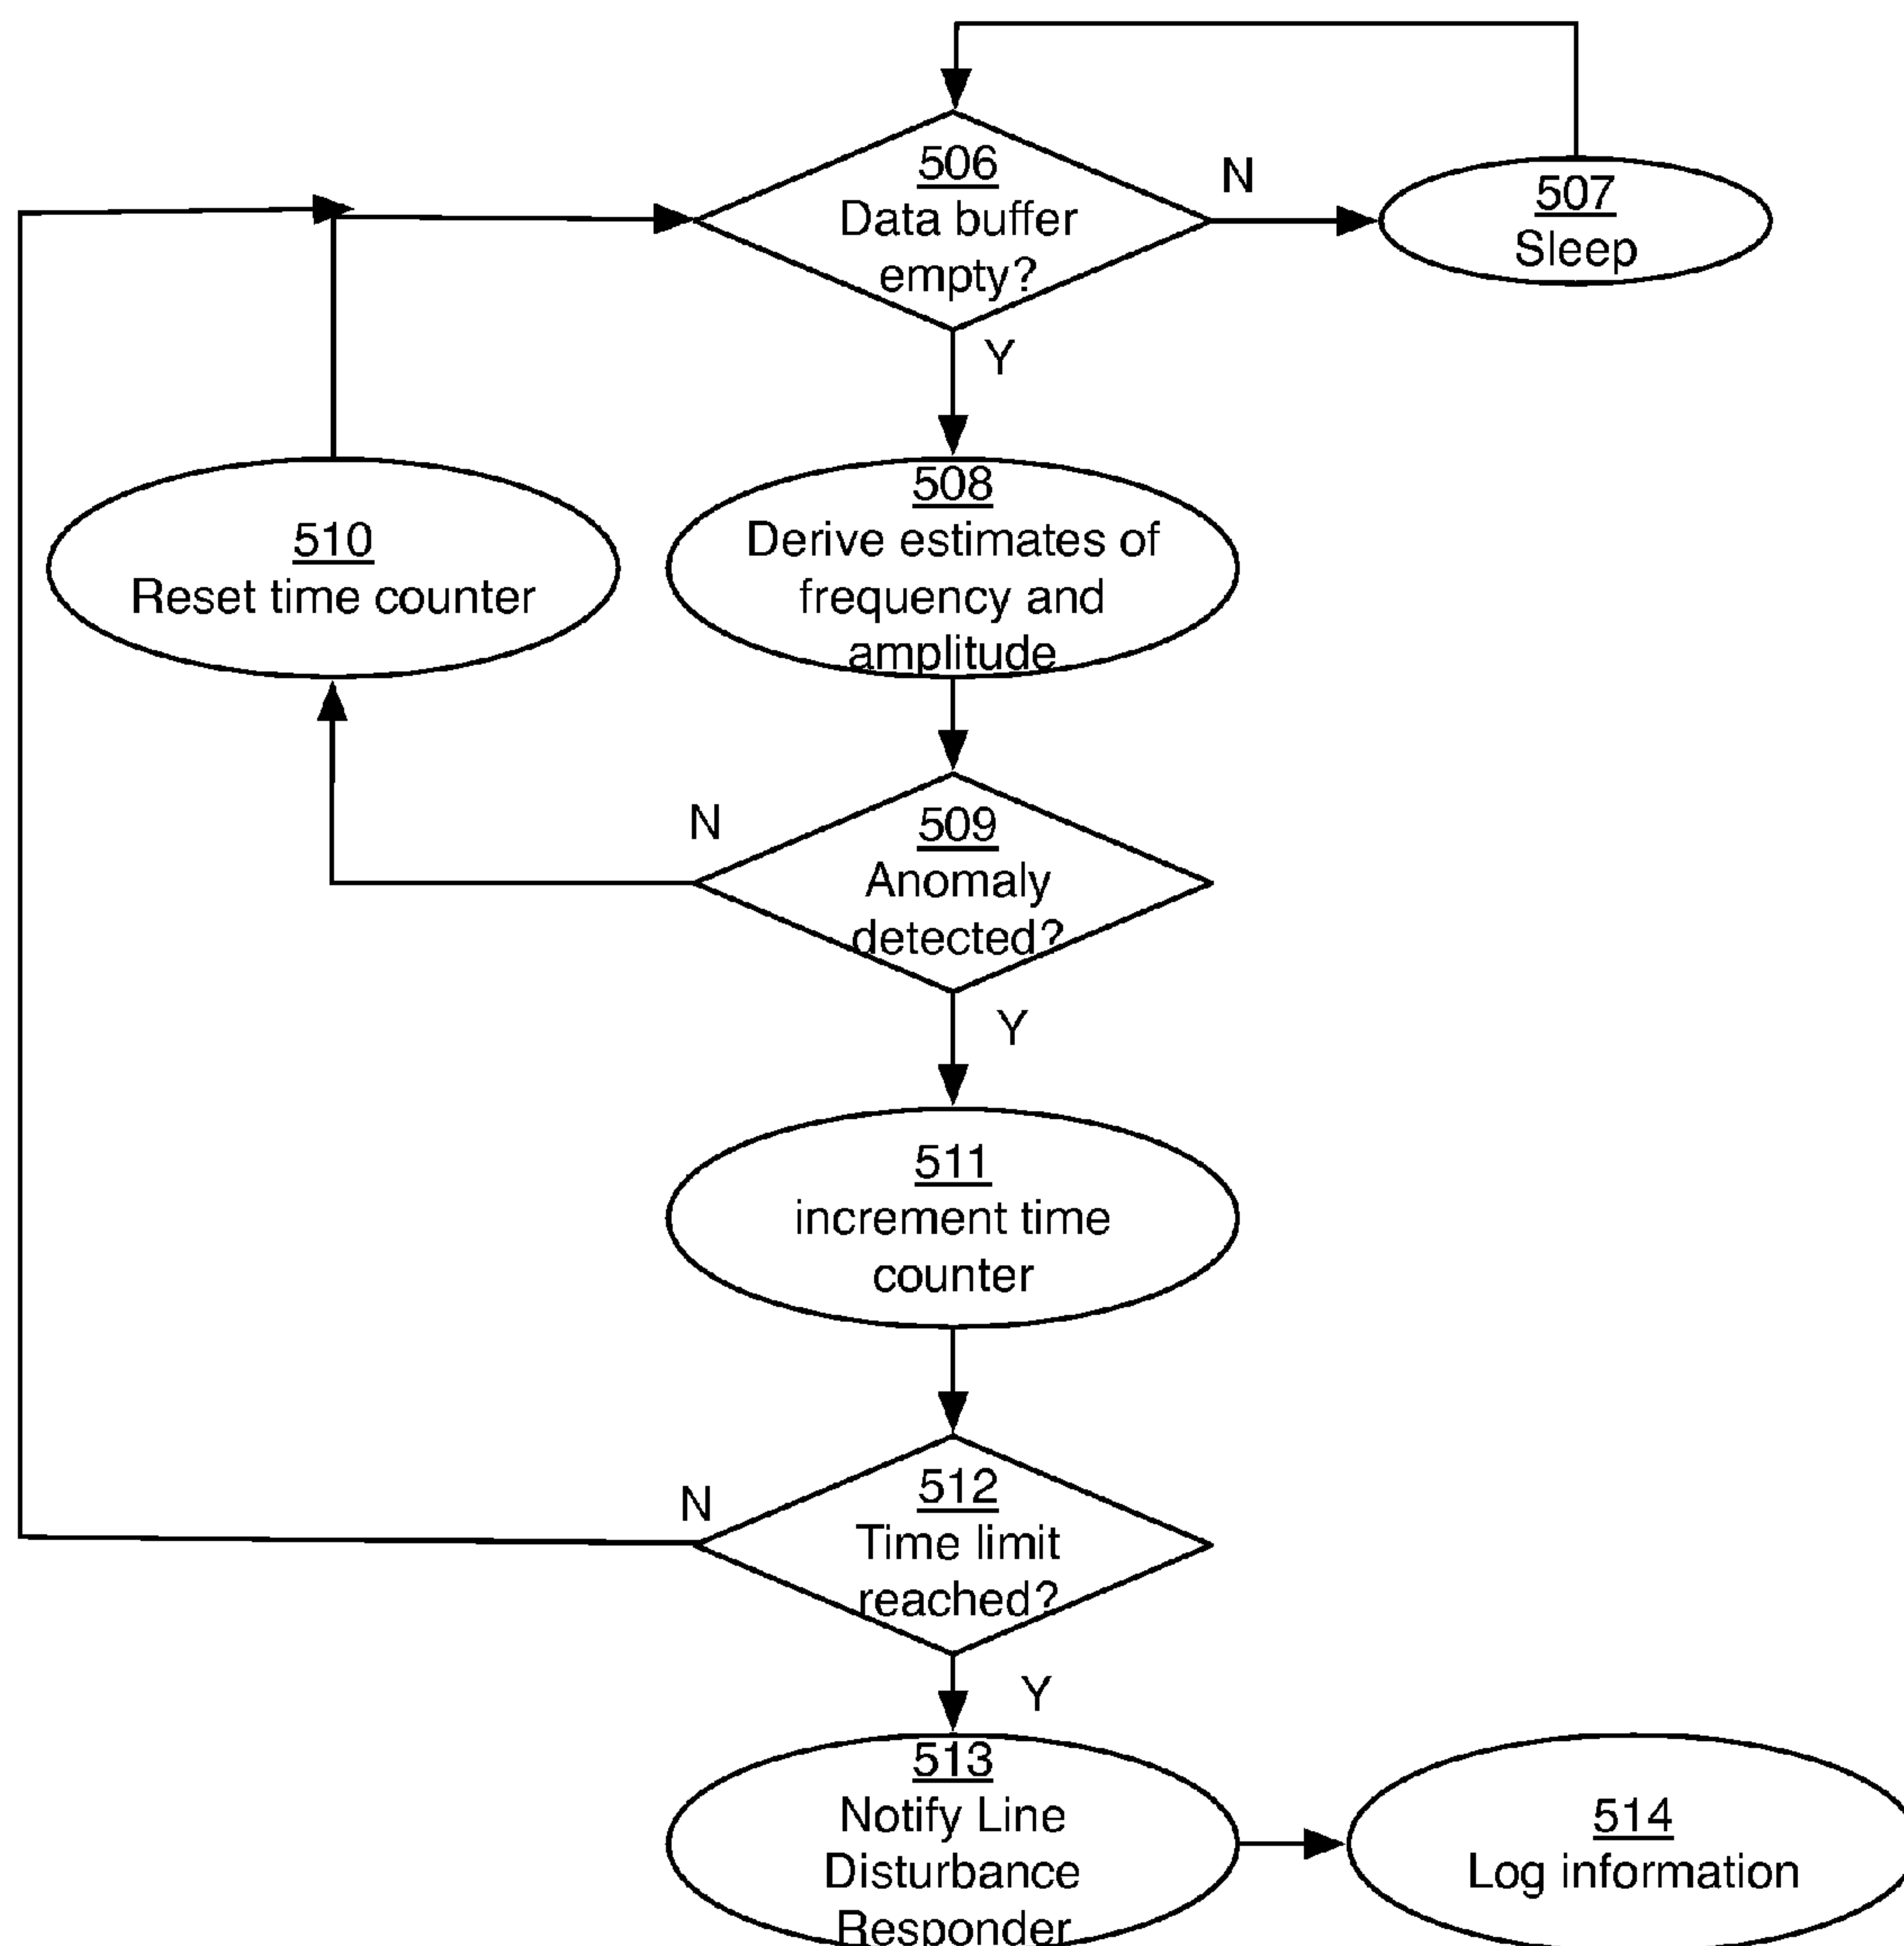 506
Data buffer
empty?
N
507
Sleep
Y
508
Derive estimates of
frequency and
amplitude
510
Reset time counter
N
509
Anomaly
detected?
Y
511
increment time
counter
N
512
Time limit
reached?
Y
513
Notify Line
Disturbance
Responder
514
Log information